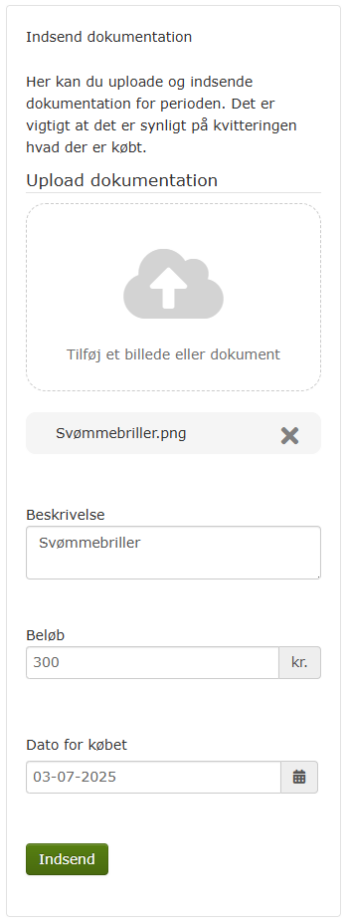 Indsend dokumentation
Her kan du uploade og indsende
dokumentation for perioden. Det er
vigtigt at det er synligt på kvitteringen
hvad der er købt.
Upload dokumentation
Tilføj et billede eller dokument
Svømmebriller.png
Beskrivelse
Svømmebriller
Beløb
300 kr.
Dato for købet
03-07-2025
Indsend